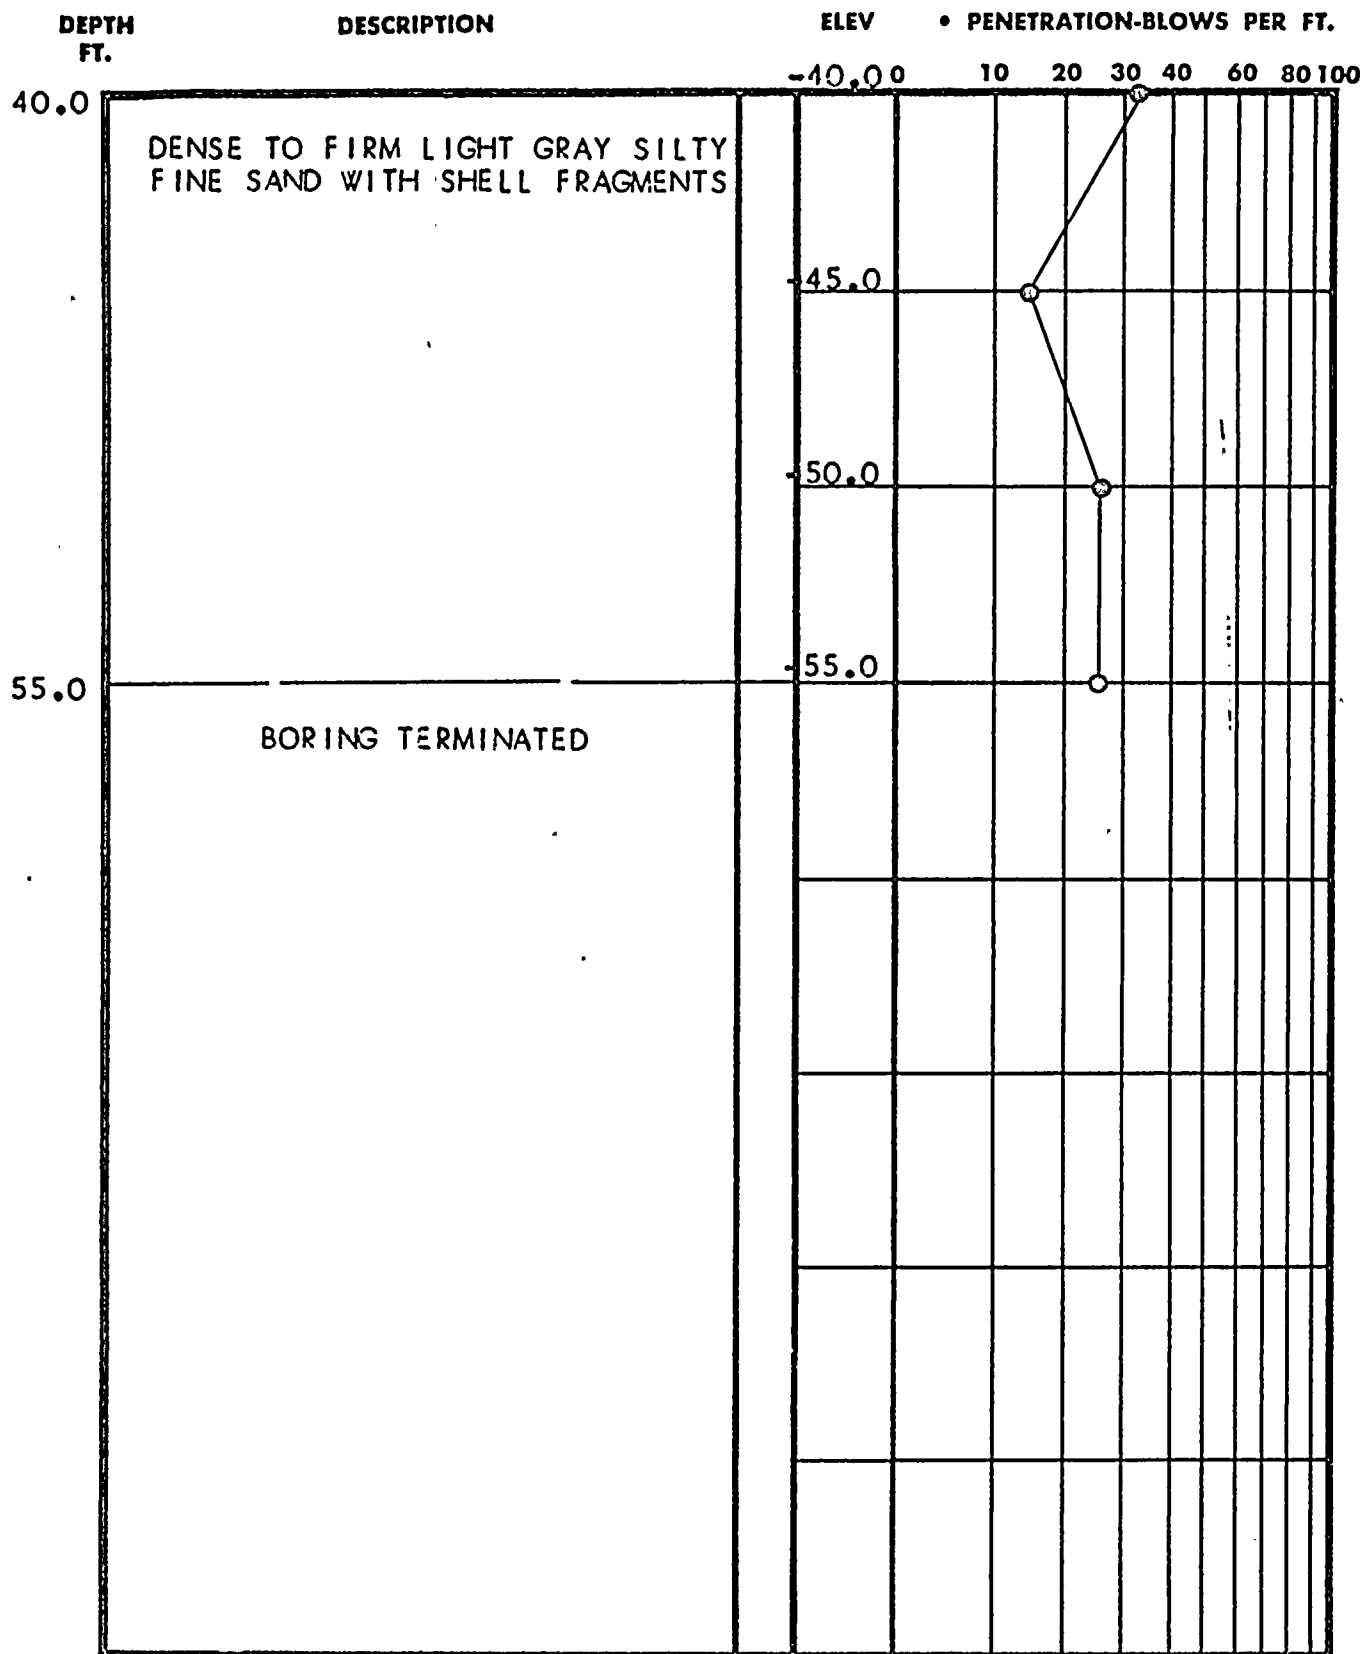 DEPTH DESCRIPTION ELEV • PENETRATION-BLOWS PER FT.
FT.
-40.0 0 10 20 30 40 60 80 100
40.0
DENSE TO FIRM LIGHT GRAY SILTY
FINE SAND WITH SHELL FRAGMENTS
-45.0
-50.0
-55.0
55.0
BORING TERMINATED